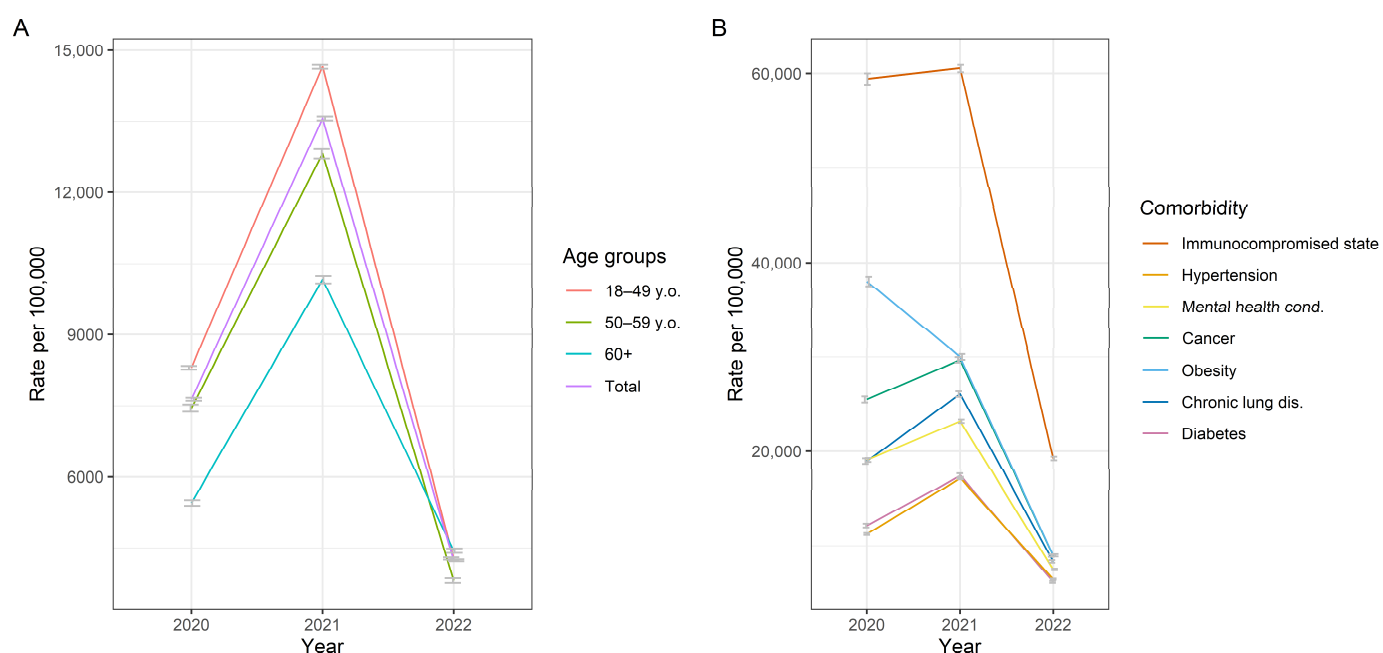 A
15,000
12,000
9000
6000
Rate per 100,000
2020 2021 2022
Year
Age groups
18–49 y.o.
50–59 y.o.
60+
Total
B
60,000
40,000
20,000
Rate per 100,000
2020 2021 2022
Year
Comorbidity
Immunocompromised state
Hypertension
Mental health cond.
Cancer
Obesity
Chronic lung dis.
Diabetes